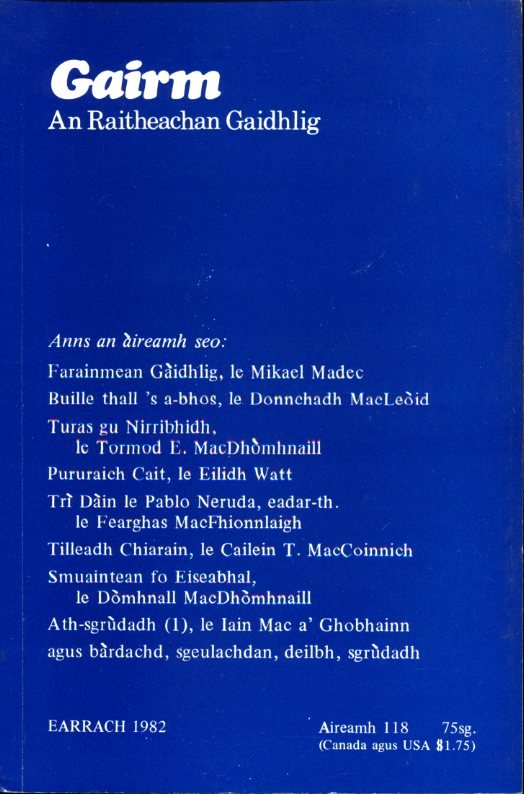 Gairm
An Raitheachan Gaidhlig
Anns an àireamh seo:
Farainmean Gàidhlig, le Mikael Madec
Buille thall 's a-bhos, le Donnchadh MacLeòid
Turas gu Nirribhidh,
le Tormod E. MacDhòmhnaill
Pururaich Cait, le Eilidh Watt
Trì Dàin le Pablo Neruda, eadar-th.
le Fearghas MacFhionnlaigh
Tilleadh Chiarain, le Cailein T. MacCoinnich
Smuaintean fo Eiseabhal,
le Dòmhnall MacDhòmhnaill
Ath-sgrùdadh (1), le Iain Mac a' Ghobhainn
agus bàrdachd, sgeulachdan, deilbh, sgrùdadh
EARRACH 1982 Aireamh 118 75sg.
(Canada agus USA $1.75)